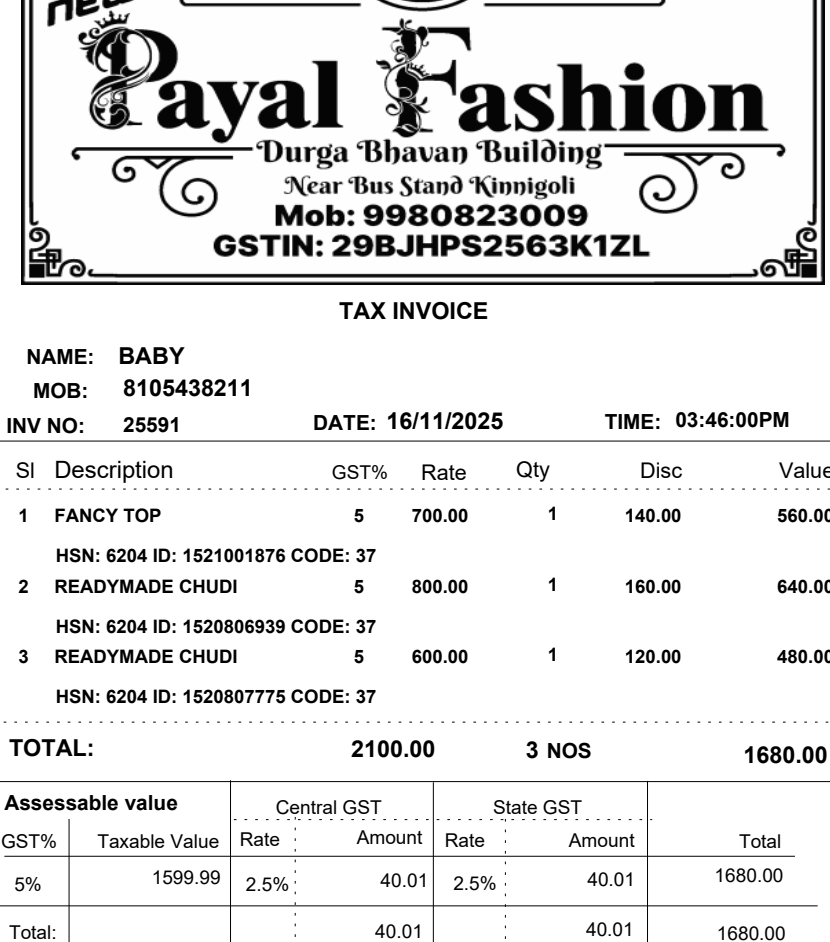 new
Payal Fashion
Durga Bhavan Building
Near Bus Stand Kinnigoli
Mob: 9980823009
GSTIN: 29BJHPS2563K1ZL
TAX INVOICE
NAME: BABY
MOB: 8105438211
INV NO: 25591 DATE: 16/11/2025 TIME: 03:46:00PM
Sl Description GST% Rate Qty Disc Value
1 FANCY TOP 5 700.00 1 140.00 560.00
HSN: 6204 ID: 1521001876 CODE: 37
2 READYMADE CHUDI 5 800.00 1 160.00 640.00
HSN: 6204 ID: 1520806939 CODE: 37
3 READYMADE CHUDI 5 600.00 1 120.00 480.00
HSN: 6204 ID: 1520807775 CODE: 37
TOTAL: 2100.00 3 NOS 1680.00
Assessable value Central GST State GST
GST% Taxable Value Rate Amount Rate Amount Total
5% 1599.99 2.5% 40.01 2.5% 40.01 1680.00
Total: 40.01 40.01 1680.00